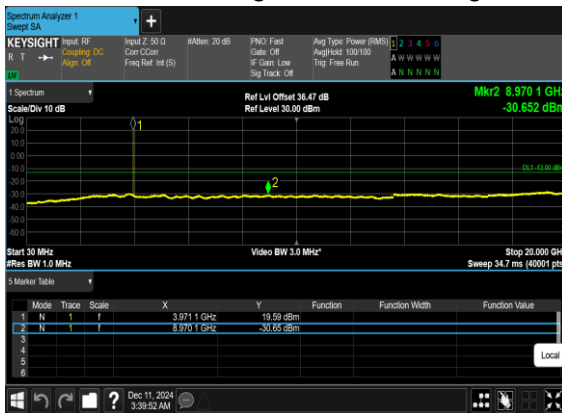 Spectrum Analyzer 1
Swept SA
KEYSIGHT Input: RF Input Z: 50 Ω #Atten: 20 dB PNO: Fast Avg Type: Power (RMS) 1 2 3 4 5 6
R T Coupling: DC Corr CCorr Gate: Off Avg|Hold: 100/100 A W W W W W
Align: Off Freq Ref: Int (S) IF Gain: Low Trig: Free Run
Sig Track: Off A N N N N N
1 Spectrum Ref Lvl Offset 36.47 dB Mkr2 8.970 1 GHz
Scale/Div 10 dB Ref Level 30.00 dBm -30.652 dBm
Log
20.0 1
10.0
0.00
-10.0 DL1 -13.00 dBm
-20.0 2
-30.0
-40.0
-50.0
-60.0
Start 30 MHz Video BW 3.0 MHz* Stop 20.000 GHz
#Res BW 1.0 MHz Sweep 34.7 ms (40001 pts)
5 Marker Table
Mode Trace Scale X Y Function Function Width Function Value
1 N 1 f 3.971 1 GHz 19.59 dBm
2 N 1 f 8.970 1 GHz -30.65 dBm
3
4
5
6
Local
? Dec 11, 2024
3:39:52 AM